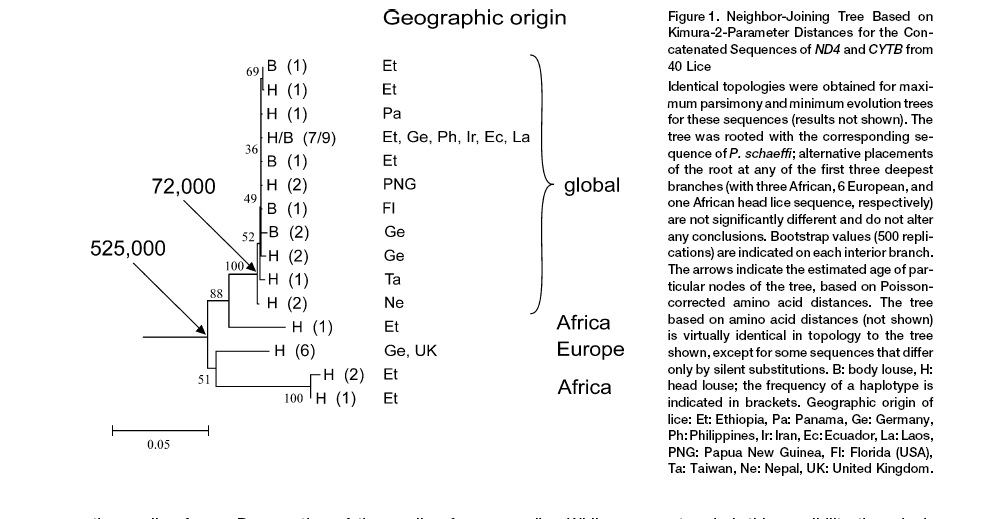 Geographic origin
69 B (1) Et
H (1) Et
H (1) Pa
H/B (7/9) Et, Ge, Ph, Ir, Ec, La
36
B (1) Et
72,000 H (2) PNG global
49
B (1) Fl
B (2) Ge
52
525,000
H (2) Ge
100
H (1) Ta
88
H (2) Ne
H (1) Et Africa
H (6) Ge, UK Europe
51
H (2) Et
Africa
100 H (1) Et
0.05
Figure 1. Neighbor-Joining Tree Based on
Kimura-2-Parameter Distances for the Con-
catenated Sequences of ND4 and CYTB from
40 Lice
Identical topologies were obtained for maxi-
mum parsimony and minimum evolution trees
for these sequences (results not shown). The
tree was rooted with the corresponding se-
quence of P. schaeffi; alternative placements
of the root at any of the first three deepest
branches (with three African, 6 European, and
one African head lice sequence, respectively)
are not significantly different and do not alter
any conclusions. Bootstrap values (500 repli-
cations) are indicated on each interior branch.
The arrows indicate the estimated age of par-
ticular nodes of the tree, based on Poisson-
corrected amino acid distances. The tree
based on amino acid distances (not shown)
is virtually identical in topology to the tree
shown, except for some sequences that differ
only by silent substitutions. B: body louse, H:
head louse; the frequency of a haplotype is
indicated in brackets. Geographic origin of
lice: Et: Ethiopia, Pa: Panama, Ge: Germany,
Ph: Philippines, Ir: Iran, Ec: Ecuador, La: Laos,
PNG: Papua New Guinea, Fl: Florida (USA),
Ta: Taiwan, Ne: Nepal, UK: United Kingdom.